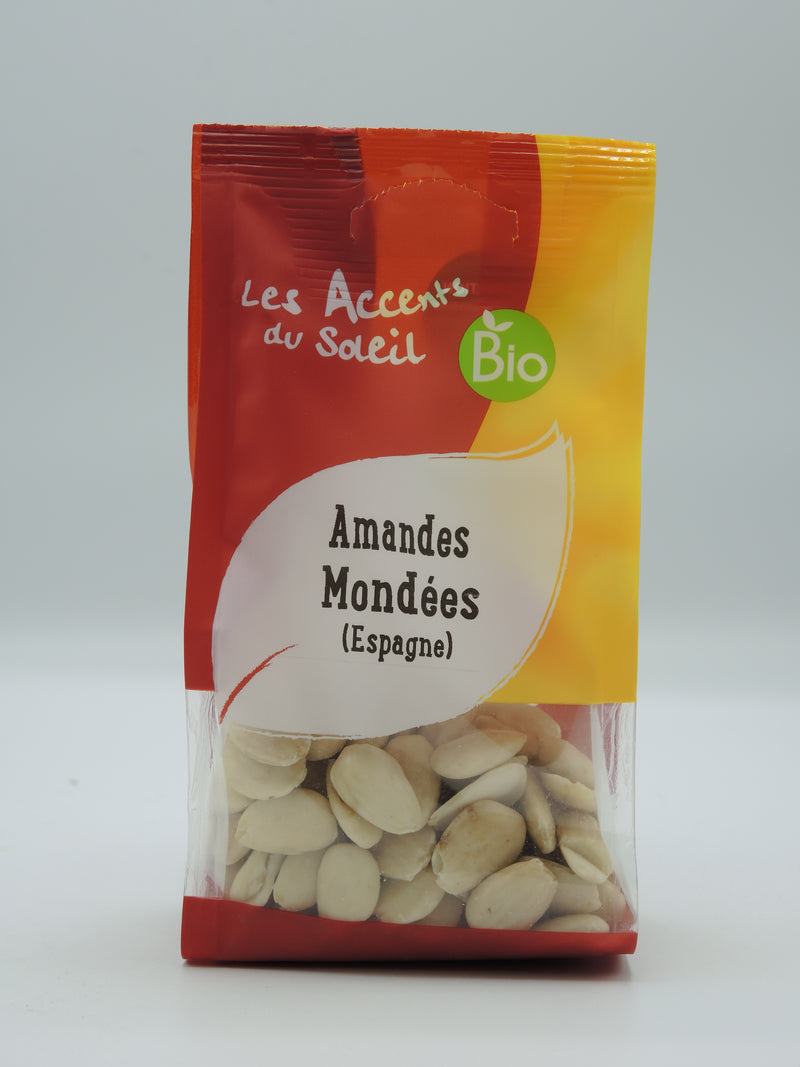 Les Accents
du Soleil
Bio
Amandes
Mondées
(Espagne)